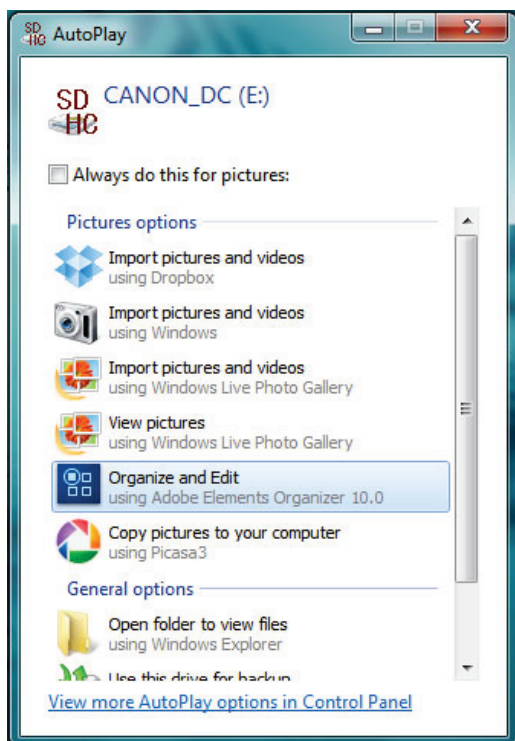 SD HC AutoPlay
SD HC CANON_DC (E:)
Always do this for pictures:
Pictures options
Import pictures and videos
using Dropbox
Import pictures and videos
using Windows
Import pictures and videos
using Windows Live Photo Gallery
View pictures
using Windows Live Photo Gallery
Organize and Edit
using Adobe Elements Organizer 10.0
Copy pictures to your computer
using Picasa3
General options
Open folder to view files
using Windows Explorer
Use this drive for backup
View more AutoPlay options in Control Panel